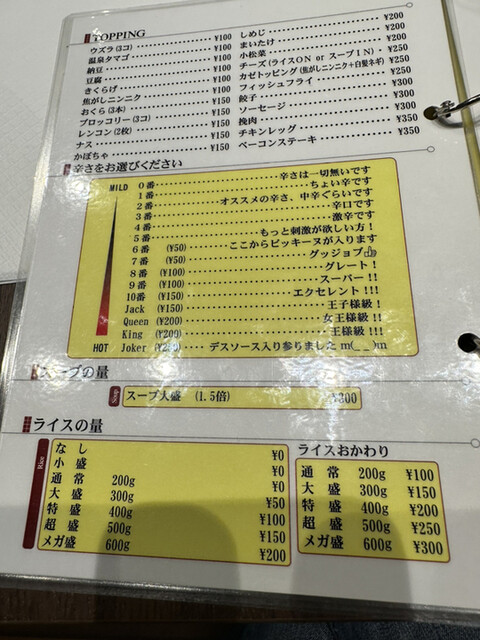 TOPPING
ウズラ(3コ) ¥100
温泉タマゴ ¥100
納豆 ¥100
豆腐 ¥100
きくらげ ¥100
焦がしニンニク ¥100
おくら(3本) ¥150
ブロッコリー(3コ) ¥150
レンコン(2枚) ¥150
ナス ¥150
かぼちゃ ¥150
しめじ ¥200
まいたけ ¥200
小松菜 ¥200
チーズ(ライスON or スープIN) ¥250
カゼトッピング(焦がしニンニク+白髪ネギ) ¥250
フィッシュフライ ¥250
餃子 ¥300
ソーセージ ¥300
挽肉 ¥300
チキンレッグ ¥350
ベーコンステーキ ¥350
辛さをお選びください
MILD 0番 辛さは一切無いです
1番 ちょい辛です
2番 オススメの辛さ、中辛ぐらいです
3番 辛口です
4番 激辛です
5番 もっと刺激が欲しい方！
6番 (¥50) ここからピッキーヌが入ります
7番 (¥50) グッジョブ👍
8番 (¥100) グレート！
9番 (¥100) スーパー!!
10番 (¥150) エクセレント!!!
Jack (¥150) 王子様級！
Queen (¥200) 女王様級!!
King (¥200) 王様級!!!
HOT Joker (¥200) デスソース入り参りました m(_ _)m
スープの量
Soup スープ大盛 (1.5倍) ¥300
ライスの量
Rice
なし ¥0
小盛 ¥0
通常 200g ¥0
大盛 300g ¥50
特盛 400g ¥100
超盛 500g ¥150
メガ盛 600g ¥200
ライスおかわり
通常 200g ¥100
大盛 300g ¥150
特盛 400g ¥200
超盛 500g ¥250
メガ盛 600g ¥300